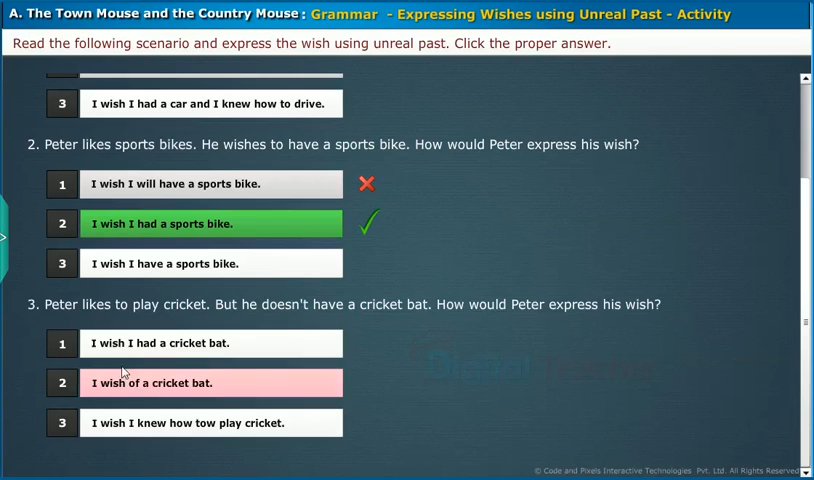 A. The Town Mouse and the Country Mouse : Grammar - Expressing Wishes using Unreal Past - Activity
Read the following scenario and express the wish using unreal past. Click the proper answer.
3 I wish I had a car and I knew how to drive.
2. Peter likes sports bikes. He wishes to have a sports bike. How would Peter express his wish?
1 I wish I will have a sports bike.
2 I wish I had a sports bike.
3 I wish I have a sports bike.
3. Peter likes to play cricket. But he doesn't have a cricket bat. How would Peter express his wish?
1 I wish I had a cricket bat.
2 I wish of a cricket bat.
3 I wish I knew how tow play cricket.
© Code and Pixels Interactive Technologies Pvt. Ltd. All Rights Reserved